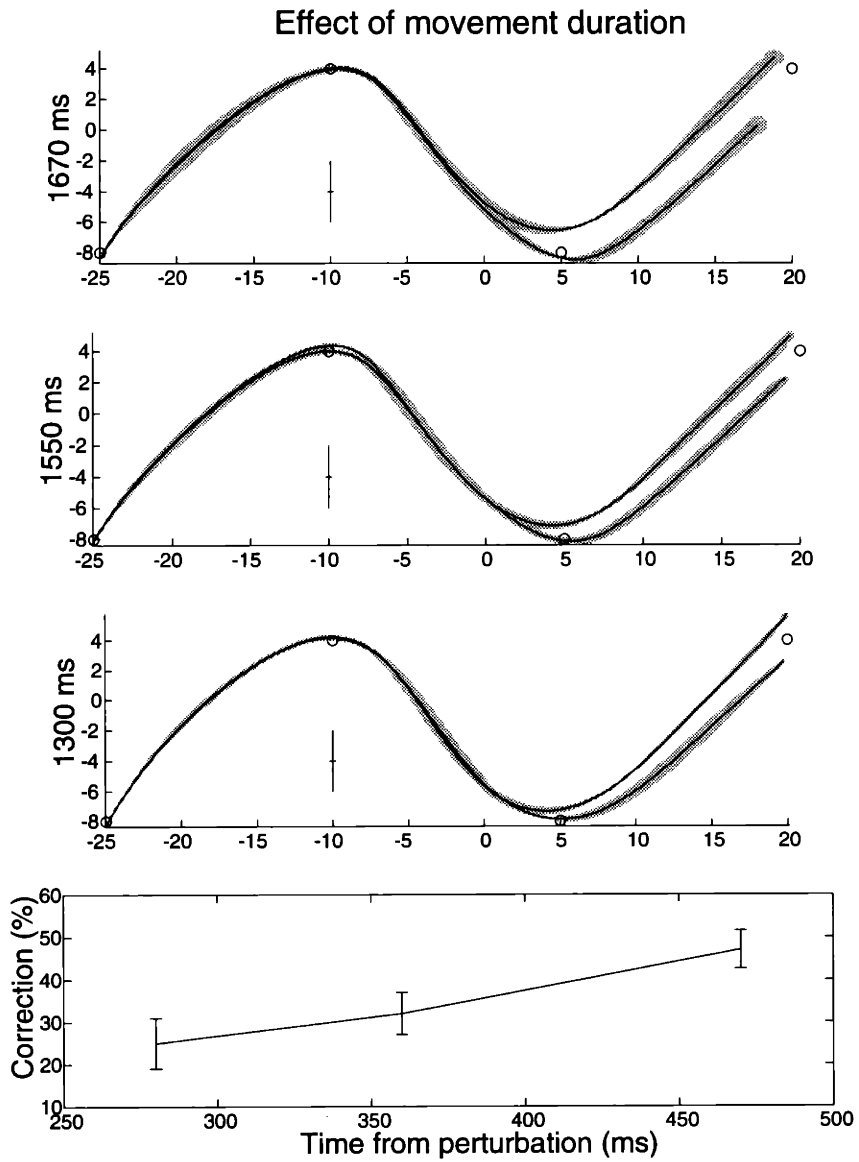 Effect of movement duration
1670 ms
4
2
0
-2
-4
-6
-8
-25 -20 -15 -10 -5 0 5 10 15 20
1550 ms
4
2
0
-2
-4
-6
-8
-25 -20 -15 -10 -5 0 5 10 15 20
1300 ms
4
2
0
-2
-4
-6
-8
-25 -20 -15 -10 -5 0 5 10 15 20
Correction (%)
60
50
40
30
20
10
250 300 350 400 450 500
Time from perturbation (ms)